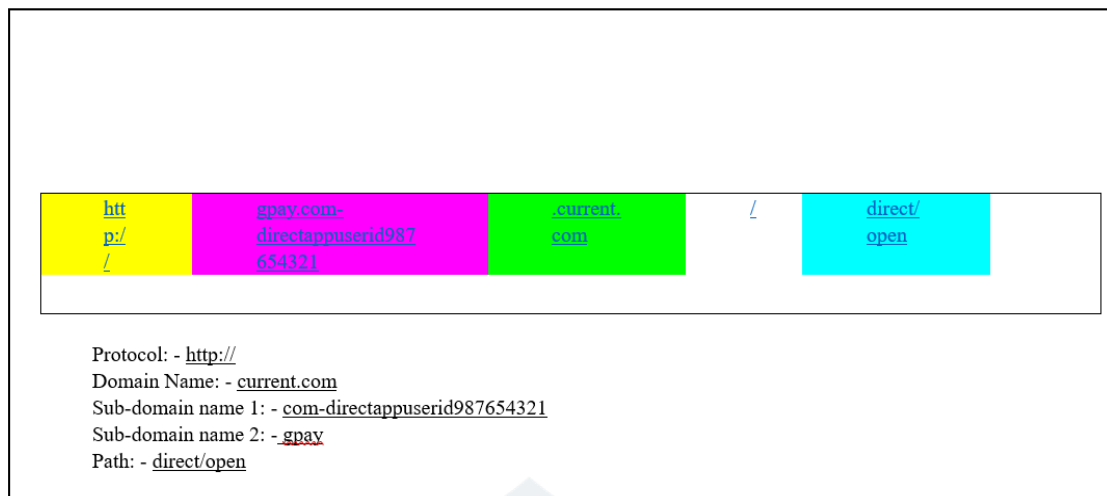 htt
p:/
/
gpay.com-
directappuserid987
654321
.current.
com
/
direct/
open
Protocol: - http://
Domain Name: - current.com
Sub-domain name 1: - com-directappuserid987654321
Sub-domain name 2: - gpay
Path: - direct/open